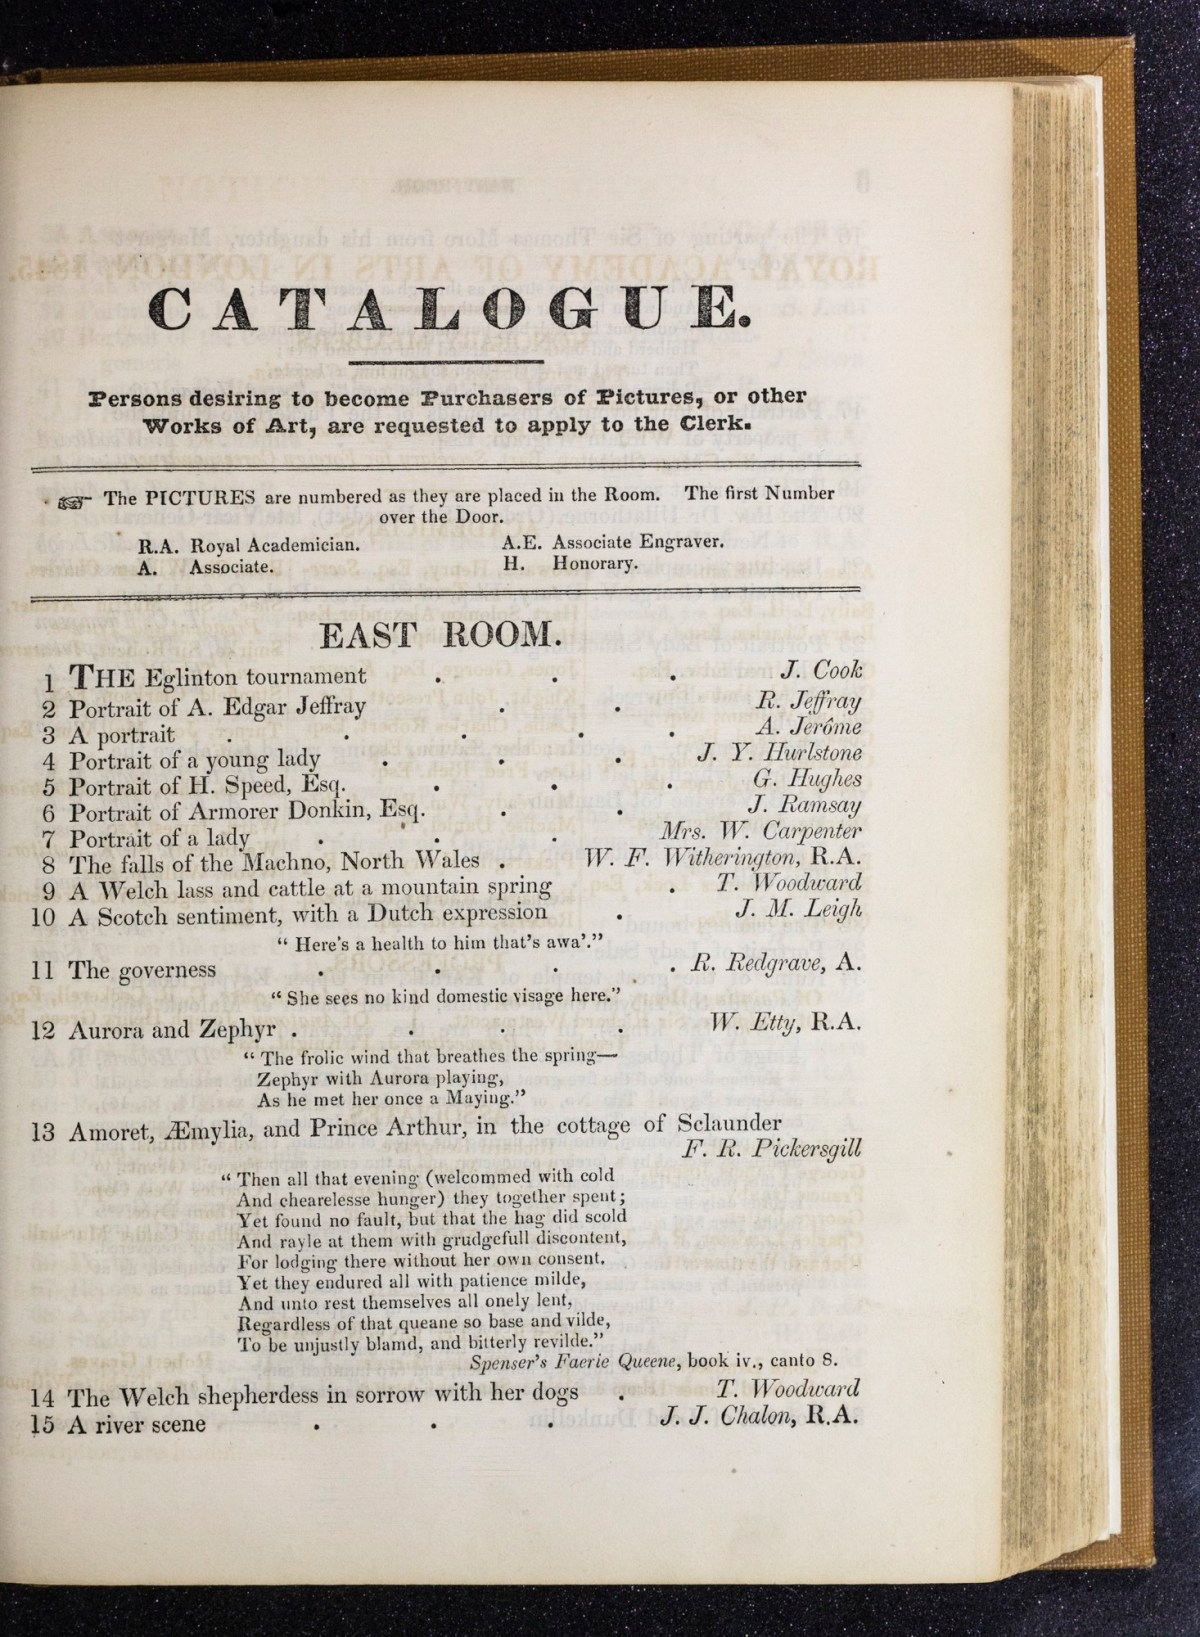 CATALOGUE.
Persons desiring to become Purchasers of Pictures, or other
Works of Art, are requested to apply to the Clerk.
☞ The PICTURES are numbered as they are placed in the Room. The first Number
over the Door.
R.A. Royal Academician. A.E. Associate Engraver.
A. Associate. H. Honorary.
EAST ROOM.
1 THE Eglinton tournament . . . J. Cook
2 Portrait of A. Edgar Jeffray . . R. Jeffray
3 A portrait . . . . . A. Jerôme
4 Portrait of a young lady . . . J. Y. Hurlstone
5 Portrait of H. Speed, Esq. . . . G. Hughes
6 Portrait of Armorer Donkin, Esq. . . J. Ramsay
7 Portrait of a lady . . . Mrs. W. Carpenter
8 The falls of the Machno, North Wales . W. F. Witherington, R.A.
9 A Welch lass and cattle at a mountain spring . T. Woodward
10 A Scotch sentiment, with a Dutch expression . J. M. Leigh
“ Here’s a health to him that’s awa’.”
11 The governess . . . . R. Redgrave, A.
“ She sees no kind domestic visage here.”
12 Aurora and Zephyr . . . . W. Etty, R.A.
“ The frolic wind that breathes the spring—
Zephyr with Aurora playing,
As he met her once a Maying.”
13 Amoret, Æmylia, and Prince Arthur, in the cottage of Sclaunder
F. R. Pickersgill
“ Then all that evening (welcommed with cold
And chearelesse hunger) they together spent;
Yet found no fault, but that the hag did scold
And rayle at them with grudgefull discontent,
For lodging there without her own consent.
Yet they endured all with patience milde,
And unto rest themselves all onely lent,
Regardless of that queane so base and vilde,
To be unjustly blamd, and bitterly revilde.”
Spenser’s Faerie Queene, book iv., canto 8.
14 The Welch shepherdess in sorrow with her dogs . T. Woodward
15 A river scene . . . J. J. Chalon, R.A.